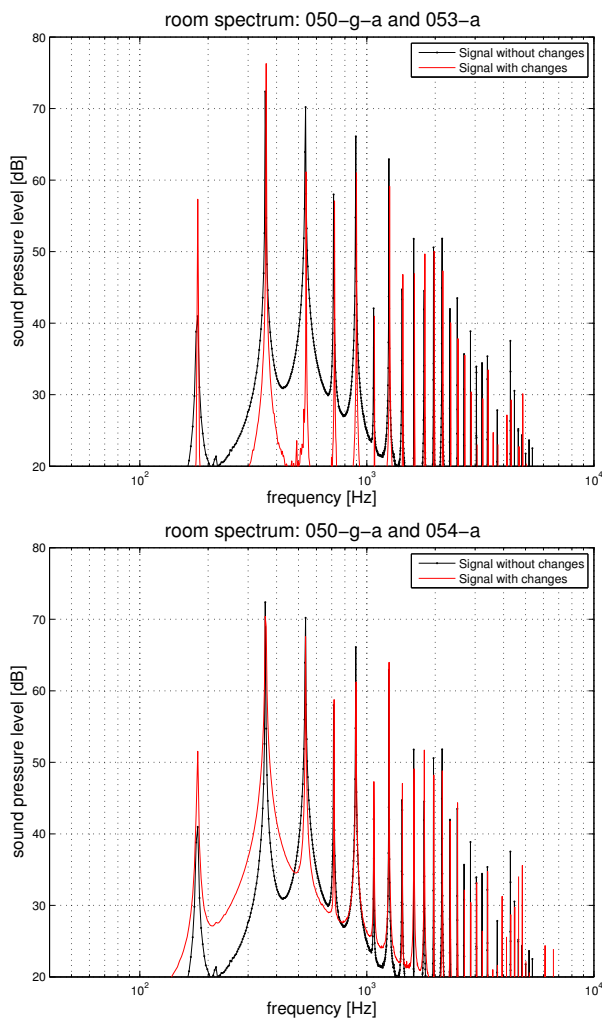 room spectrum: 050−g−a and 053−a
80
70
60
50
40
30
20
sound pressure level [dB]
Signal without changes
Signal with changes
10^2
10^3
10^4
frequency [Hz]
room spectrum: 050−g−a and 054−a
80
70
60
50
40
30
20
sound pressure level [dB]
Signal without changes
Signal with changes
10^2
10^3
10^4
frequency [Hz]